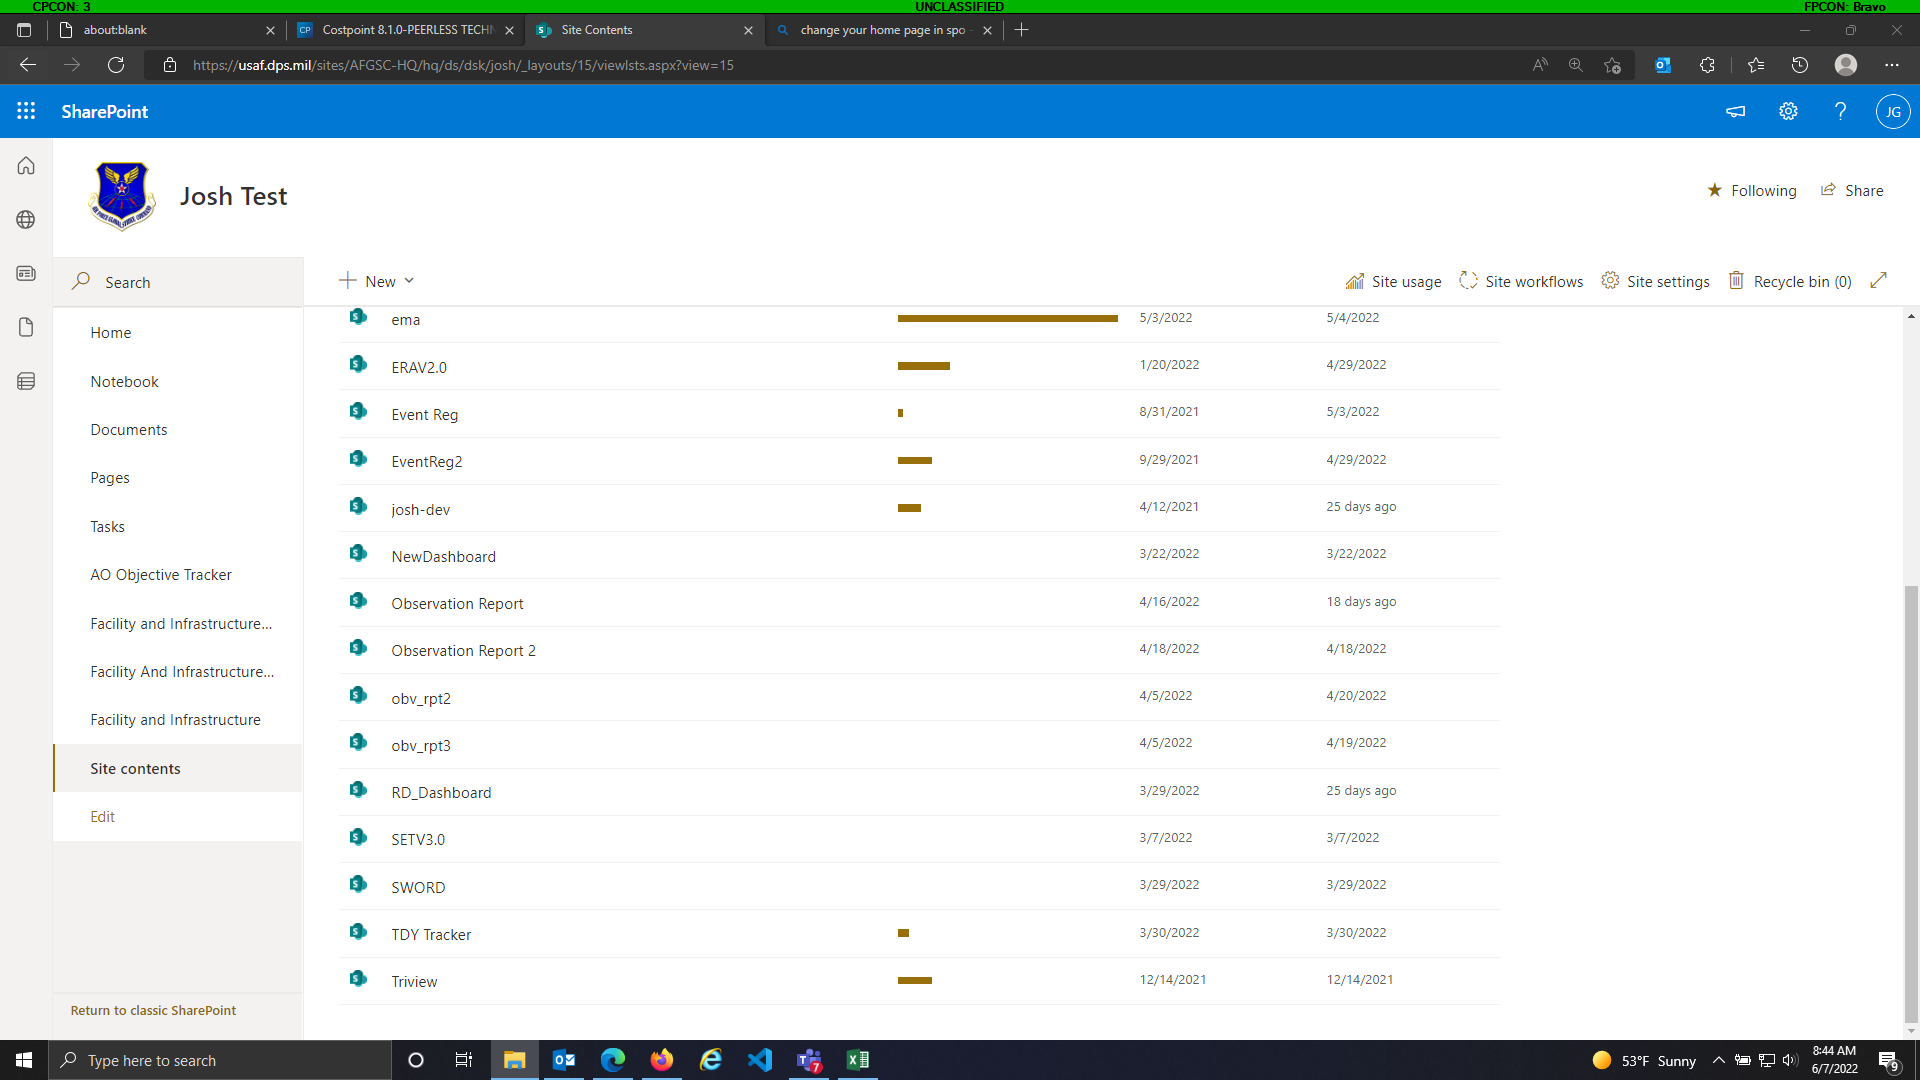 CPCON: 3 UNCLASSIFIED FPCON: Bravo
about:blank
Costpoint 8.1.0-PEERLESS TECHN
Site Contents
change your home page in spo -
https://usaf.dps.mil/sites/AFGSC-HQ/hq/ds/dsk/josh/_layouts/15/viewlsts.aspx?view=15
SharePoint
JG
Josh Test
Following Share
Search
New
Site usage Site workflows Site settings Recycle bin (0)
Home
Notebook
Documents
Pages
Tasks
AO Objective Tracker
Facility and Infrastructure...
Facility And Infrastructure...
Facility and Infrastructure
Site contents
Edit
Return to classic SharePoint
ema 5/3/2022 5/4/2022
ERAV2.0 1/20/2022 4/29/2022
Event Reg 8/31/2021 5/3/2022
EventReg2 9/29/2021 4/29/2022
josh-dev 4/12/2021 25 days ago
NewDashboard 3/22/2022 3/22/2022
Observation Report 4/16/2022 18 days ago
Observation Report 2 4/18/2022 4/18/2022
obv_rpt2 4/5/2022 4/20/2022
obv_rpt3 4/5/2022 4/19/2022
RD_Dashboard 3/29/2022 25 days ago
SETV3.0 3/7/2022 3/7/2022
SWORD 3/29/2022 3/29/2022
TDY Tracker 3/30/2022 3/30/2022
Triview 12/14/2021 12/14/2021
Type here to search
7
53°F Sunny
8:44 AM
6/7/2022
9